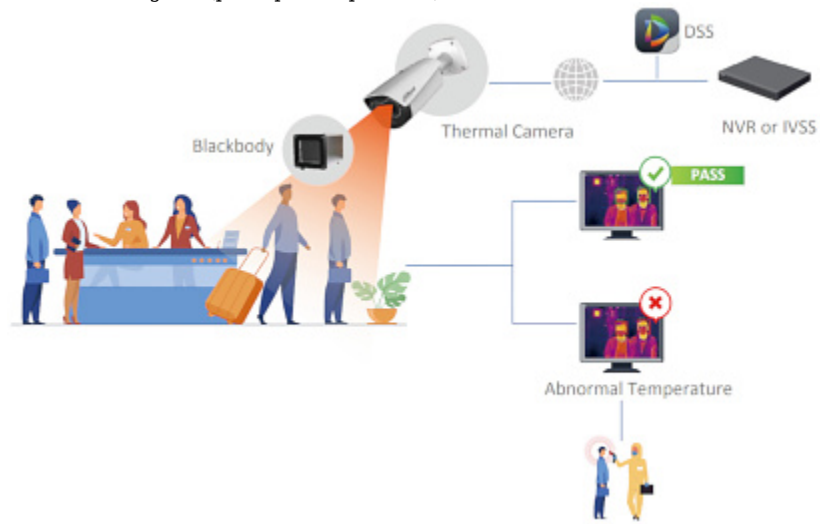 DSS
Thermal Camera
NVR or IVSS
Blackbody
PASS
Abnormal Temperature